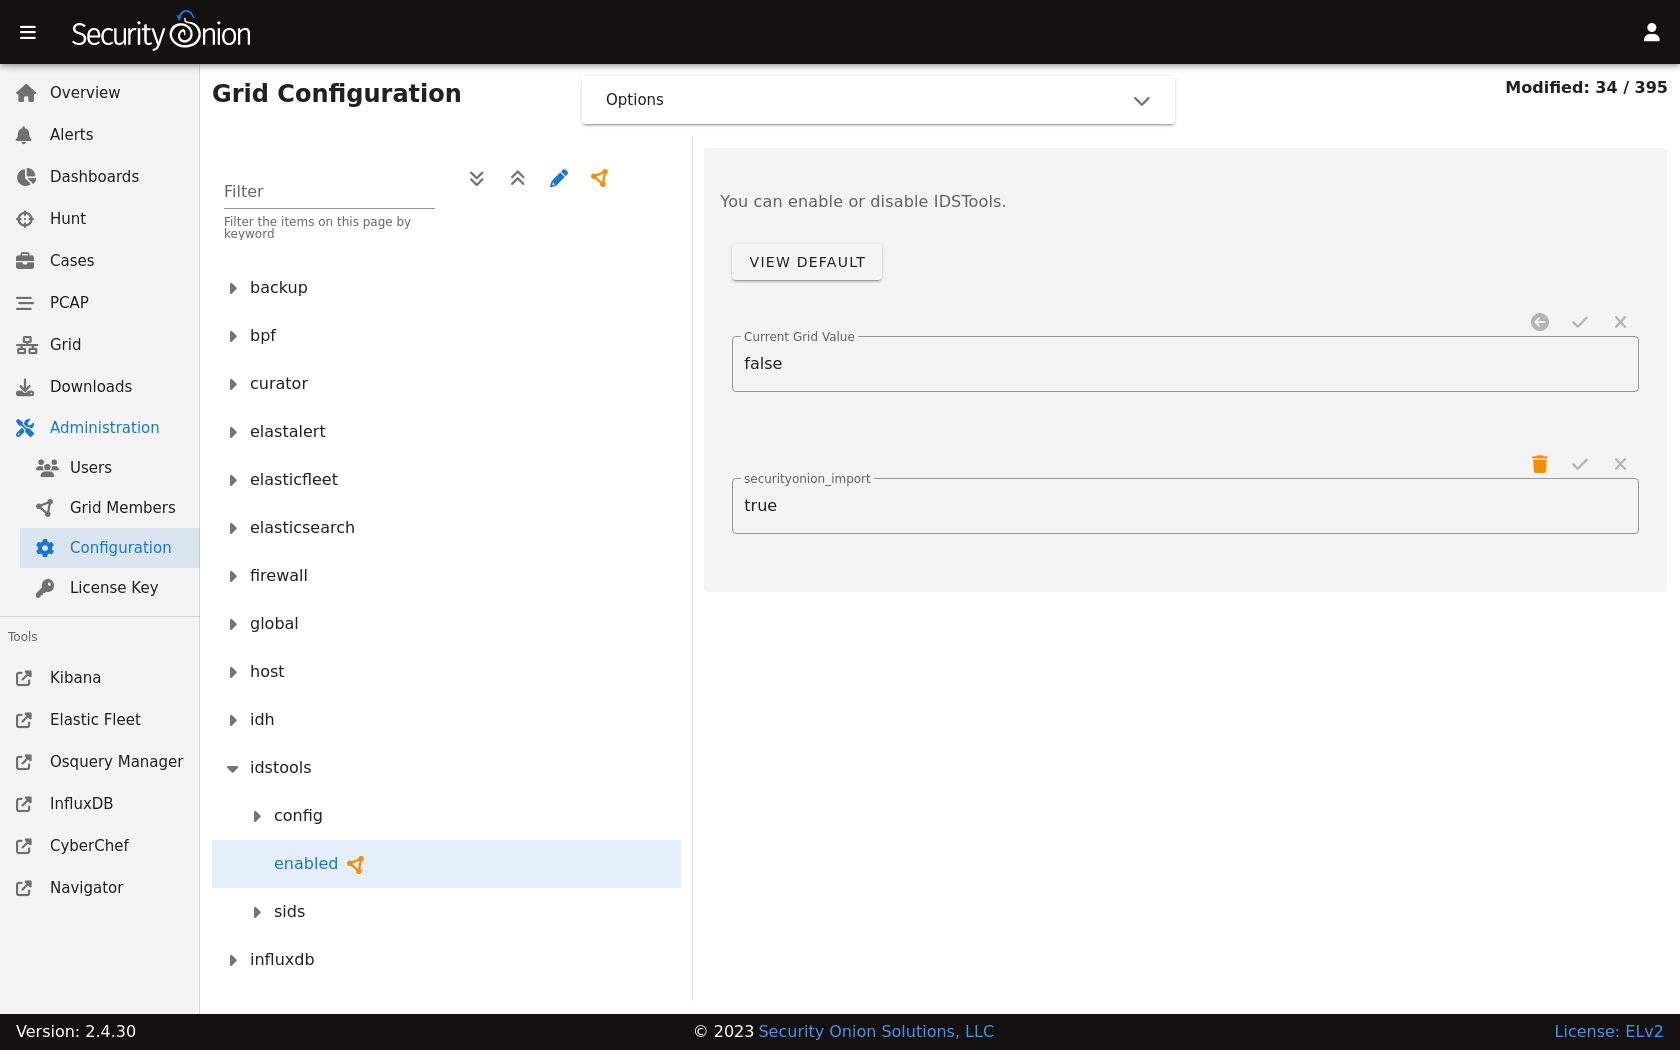 Security Onion
Overview
Alerts
Dashboards
Hunt
Cases
PCAP
Grid
Downloads
Administration
Users
Grid Members
Configuration
License Key
Tools
Kibana
Elastic Fleet
Osquery Manager
InfluxDB
CyberChef
Navigator
Grid Configuration
Options
Modified: 34 / 395
Filter
Filter the items on this page by
keyword
backup
bpf
curator
elastalert
elasticfleet
elasticsearch
firewall
global
host
idh
idstools
config
enabled
sids
influxdb
You can enable or disable IDSTools.
VIEW DEFAULT
Current Grid Value
false
securityonion_import
true
Version: 2.4.30
© 2023 Security Onion Solutions, LLC
License: ELv2